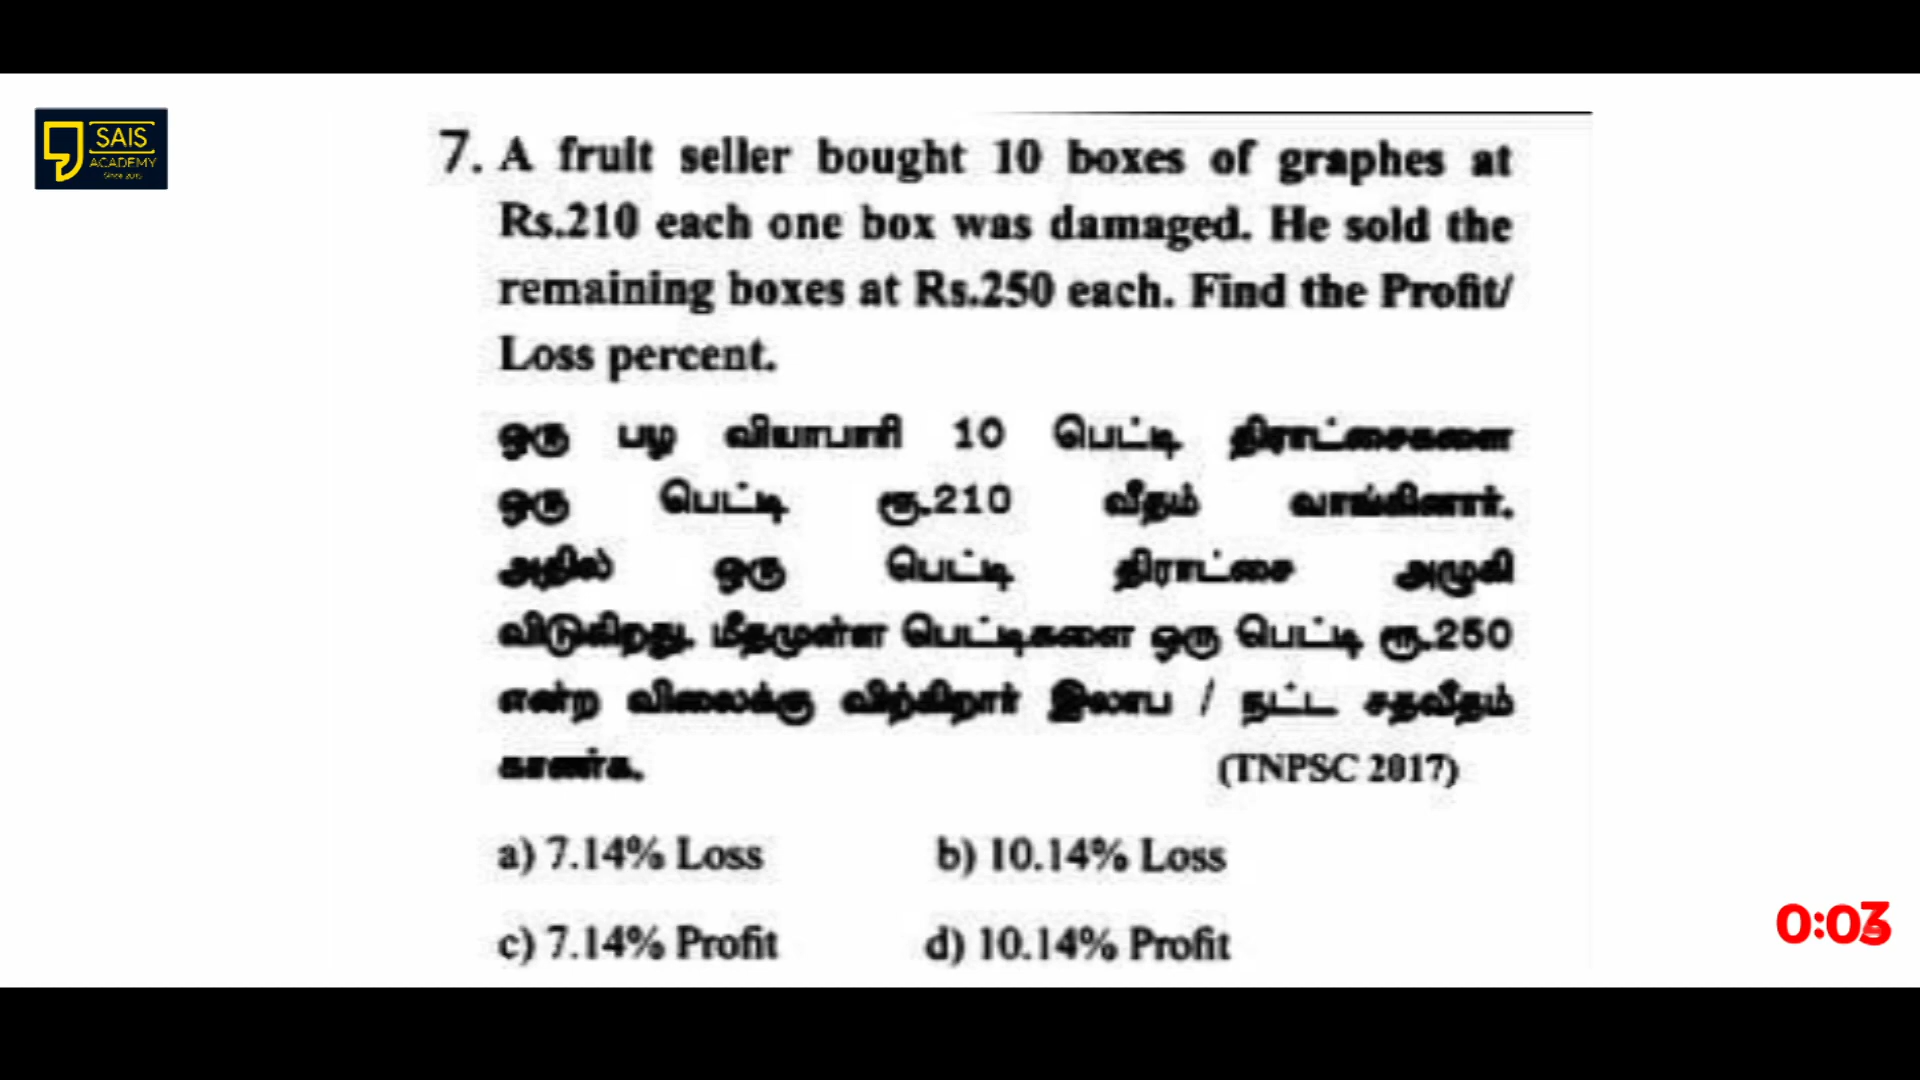 SAIS
ACADEMY
Since 2015
7. A fruit seller bought 10 boxes of graphes at
Rs.210 each one box was damaged. He sold the
remaining boxes at Rs.250 each. Find the Profit/
Loss percent.
ஒரு பழ வியாபாரி 10 பெட்டி திராட்சைகளை
ஒரு பெட்டி ரூ.210 வீதம் வாங்கினார்.
அதில் ஒரு பெட்டி திராட்சை அழுகி
விடுகிறது. மீதமுள்ள பெட்டிகளை ஒரு பெட்டி ரூ.250
என்ற விலைக்கு விற்கிறார் இலாப / நட்ட சதவீதம்
காண்க. (TNPSC 2017)
a) 7.14% Loss b) 10.14% Loss
c) 7.14% Profit d) 10.14% Profit